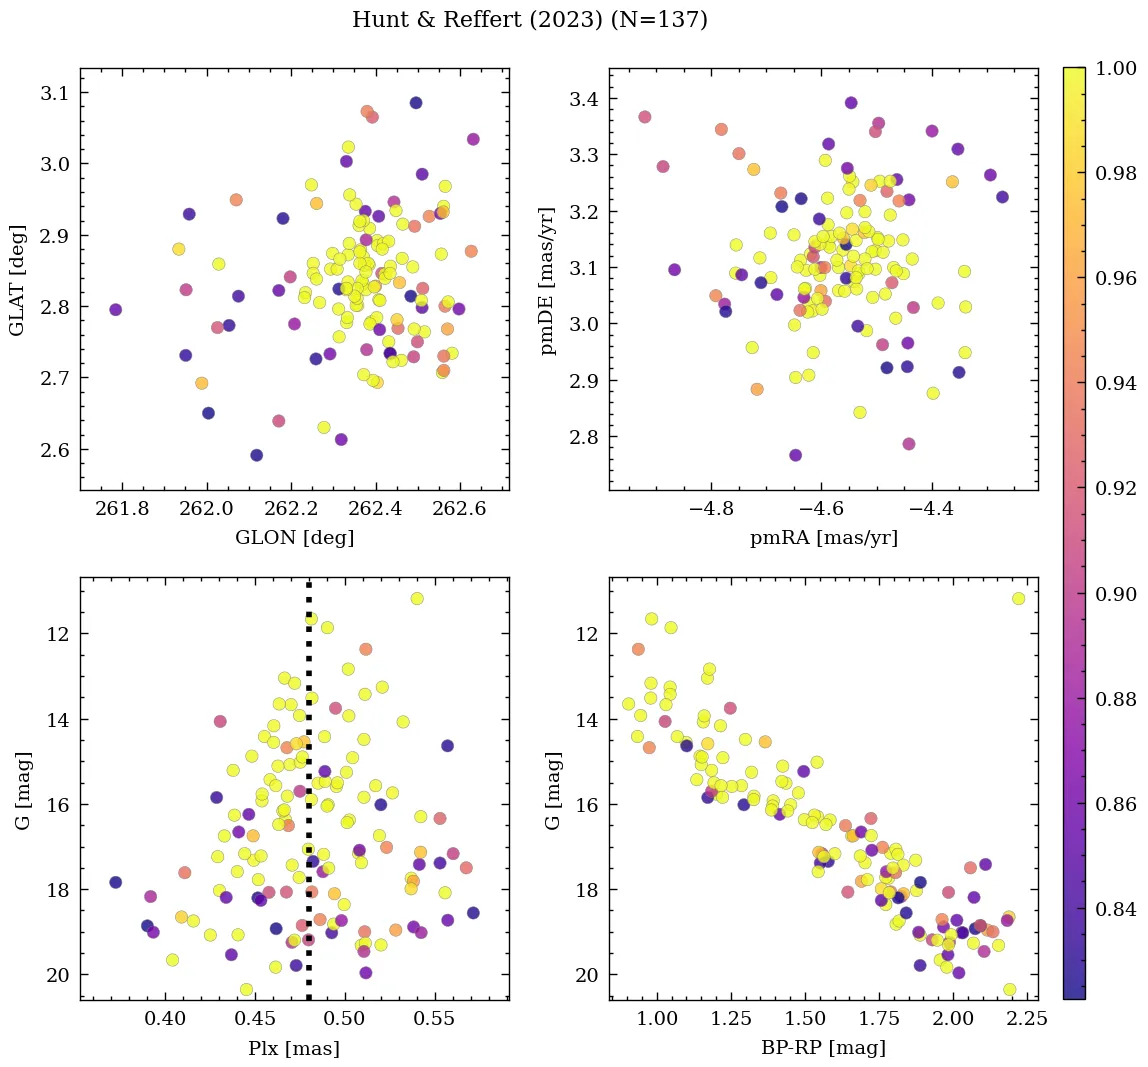 Hunt & Reffert (2023) (N=137)
3.1
3.0
2.9
2.8
2.7
2.6
GLAT [deg]
261.8 262.0 262.2 262.4 262.6
GLON [deg]
3.4
3.3
3.2
3.1
3.0
2.9
2.8
pmDE [mas/yr]
−4.8 −4.6 −4.4
pmRA [mas/yr]
12
14
16
18
20
G [mag]
0.40 0.45 0.50 0.55
Plx [mas]
12
14
16
18
20
G [mag]
1.00 1.25 1.50 1.75 2.00 2.25
BP-RP [mag]
1.00
0.98
0.96
0.94
0.92
0.90
0.88
0.86
0.84